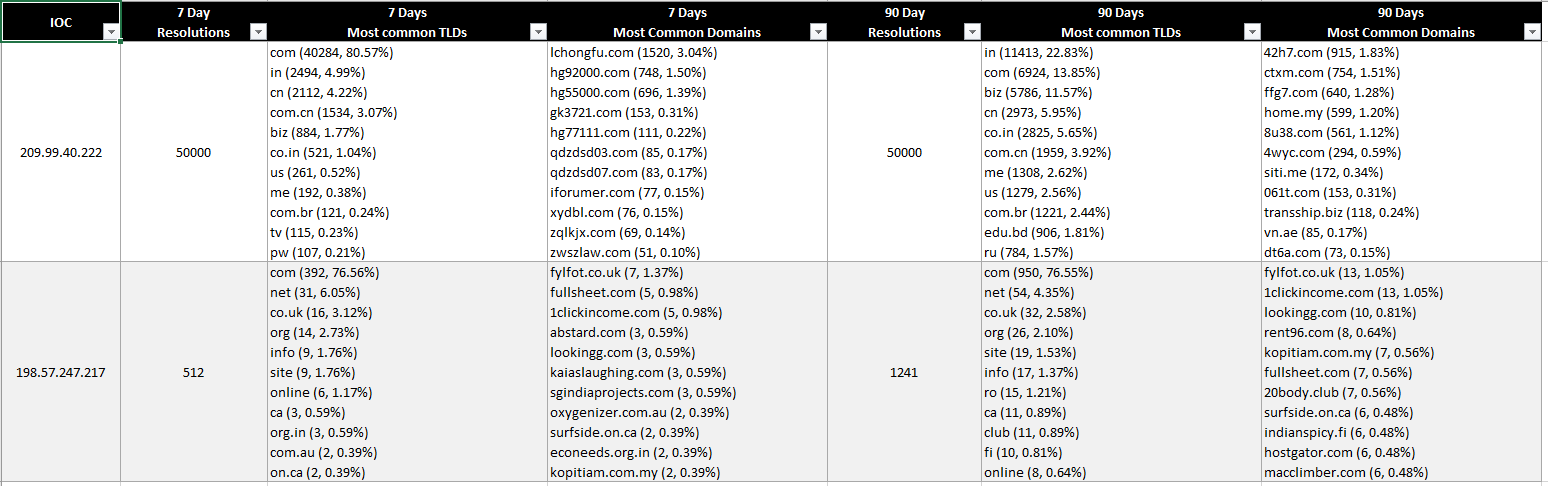 IOC 7 Day Resolutions 7 Days Most common TLDs 7 Days Most Common Domains 90 Day Resolutions 90 Days Most common TLDs 90 Days Most Common Domains
com (40284, 80.57%) lchongfu.com (1520, 3.04%) in (11413, 22.83%) 42h7.com (915, 1.83%)
in (2494, 4.99%) hg92000.com (748, 1.50%) com (6924, 13.85%) ctxm.com (754, 1.51%)
cn (2112, 4.22%) hg55000.com (696, 1.39%) biz (5786, 11.57%) ffg7.com (640, 1.28%)
com.cn (1534, 3.07%) gk3721.com (153, 0.31%) cn (2973, 5.95%) home.my (599, 1.20%)
biz (884, 1.77%) hg77111.com (111, 0.22%) co.in (2825, 5.65%) 8u38.com (561, 1.12%)
209.99.40.222 50000 co.in (521, 1.04%) qdzdsd03.com (85, 0.17%) 50000 com.cn (1959, 3.92%) 4wyc.com (294, 0.59%)
us (261, 0.52%) qdzdsd07.com (83, 0.17%) me (1308, 2.62%) siti.me (172, 0.34%)
me (192, 0.38%) iforumer.com (77, 0.15%) us (1279, 2.56%) 061t.com (153, 0.31%)
com.br (121, 0.24%) xydbl.com (76, 0.15%) com.br (1221, 2.44%) transship.biz (118, 0.24%)
tv (115, 0.23%) zqlkjx.com (69, 0.14%) edu.bd (906, 1.81%) vn.ae (85, 0.17%)
pw (107, 0.21%) zwszlaw.com (51, 0.10%) ru (784, 1.57%) dt6a.com (73, 0.15%)
com (392, 76.56%) fylfot.co.uk (7, 1.37%) com (950, 76.55%) fylfot.co.uk (13, 1.05%)
net (31, 6.05%) fullsheet.com (5, 0.98%) net (54, 4.35%) 1clickincome.com (13, 1.05%)
co.uk (16, 3.12%) 1clickincome.com (5, 0.98%) co.uk (32, 2.58%) lookingg.com (10, 0.81%)
org (14, 2.73%) abstard.com (3, 0.59%) org (26, 2.10%) rent96.com (8, 0.64%)
info (9, 1.76%) lookingg.com (3, 0.59%) site (19, 1.53%) kopitiam.com.my (7, 0.56%)
198.57.247.217 512 site (9, 1.76%) kaiaslaughing.com (3, 0.59%) 1241 info (17, 1.37%) fullsheet.com (7, 0.56%)
online (6, 1.17%) sgindiaprojects.com (3, 0.59%) ro (15, 1.21%) 20body.club (7, 0.56%)
ca (3, 0.59%) oxygenizer.com.au (2, 0.39%) ca (11, 0.89%) surfside.on.ca (6, 0.48%)
org.in (3, 0.59%) surfside.on.ca (2, 0.39%) club (11, 0.89%) indianspicy.fi (6, 0.48%)
com.au (2, 0.39%) econeeds.org.in (2, 0.39%) fi (10, 0.81%) hostgator.com (6, 0.48%)
on.ca (2, 0.39%) kopitiam.com.my (2, 0.39%) online (8, 0.64%) macclimber.com (6, 0.48%)